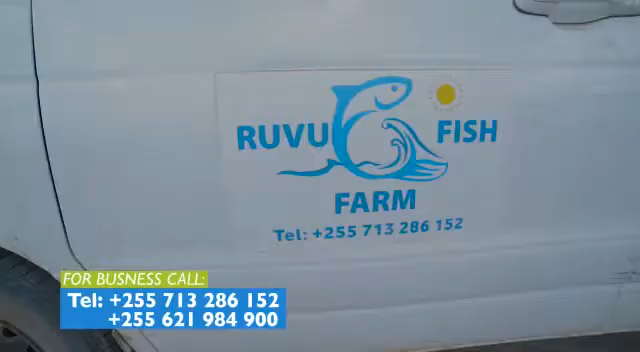 RUVU FISH
FARM
Tel: +255 713 286 152
FOR BUSNESS CALL:
Tel: +255 713 286 152
+255 621 984 900